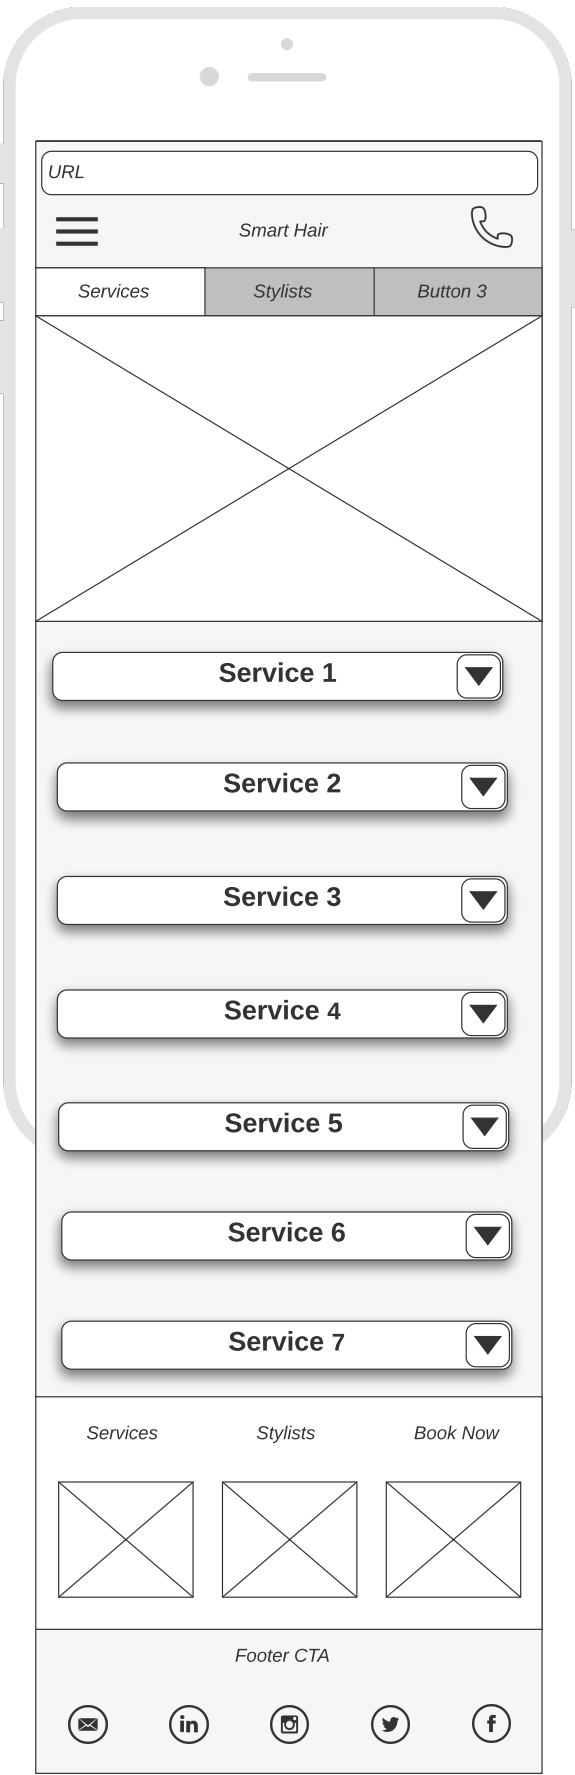 URL
Smart Hair
Services
Stylists
Button 3
Service 1
Service 2
Service 3
Service 4
Service 5
Service 6
Service 7
Services
Stylists
Book Now
Footer CTA
in
f